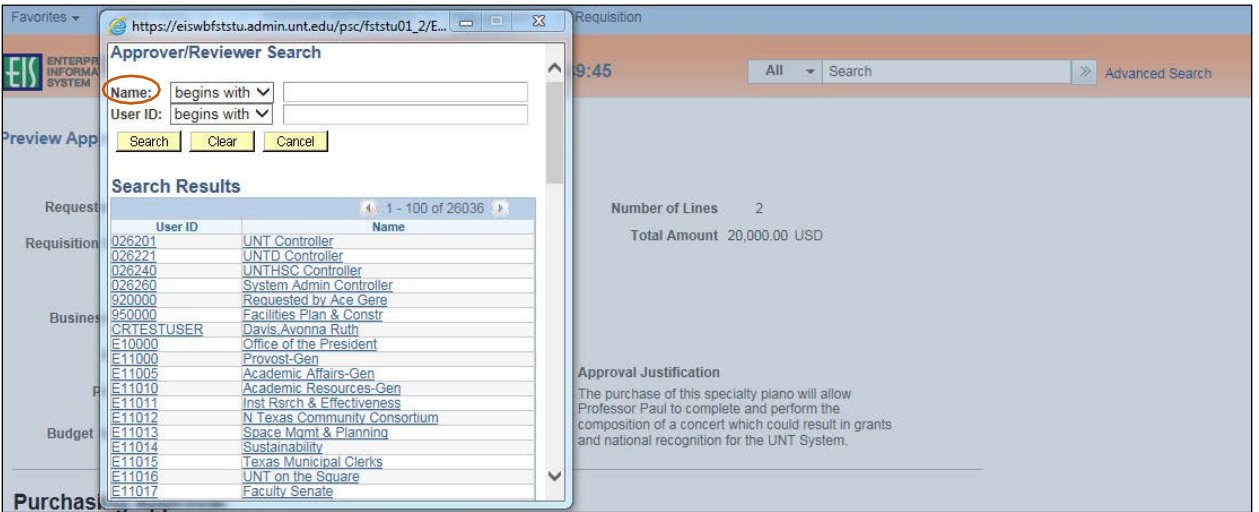 Favorites
https://eiswbfststu.admin.unt.edu/psc/fststu01_2/E...
Requisition
EIS
ENTERPR
INFORMA
SYSTEM
9:45
All
Search
Advanced Search
Approver/Reviewer Search
Name: begins with
User ID: begins with
Search Clear Cancel
Preview App
Search Results
1 - 100 of 26036
User ID Name
026201 UNT Controller
026221 UNTD Controller
026240 UNTHSC Controller
026260 System Admin Controller
920000 Requested by Ace Gere
950000 Facilities Plan & Constr
CRTESTUSER Davis,Avonna Ruth
E10000 Office of the President
E11000 Provost-Gen
E11005 Academic Affairs-Gen
E11010 Academic Resources-Gen
E11011 Inst Rsrch & Effectiveness
E11012 N Texas Community Consortium
E11013 Space Mgmt & Planning
E11014 Sustainability
E11015 Texas Municipal Clerks
E11016 UNT on the Square
E11017 Faculty Senate
Request
Requisition
Busines
P
Budget
Number of Lines 2
Total Amount 20,000.00 USD
Approval Justification
The purchase of this specialty piano will allow
Professor Paul to complete and perform the
composition of a concert which could result in grants
and national recognition for the UNT System.
Purchasi